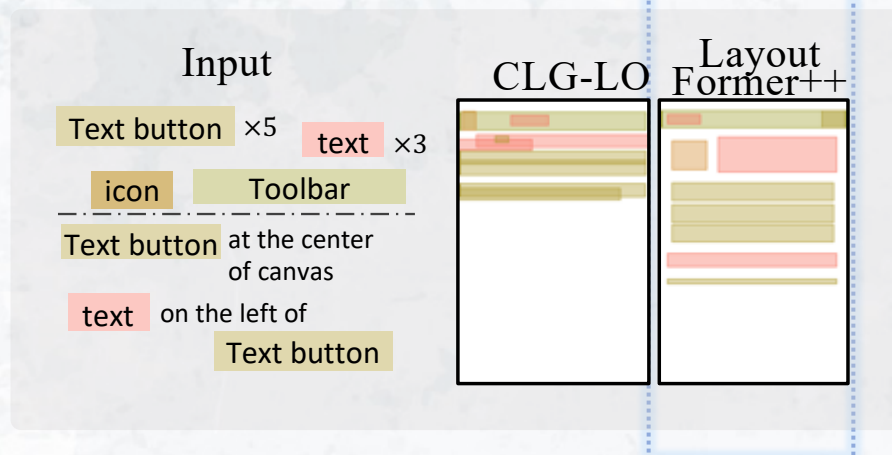 Input
Text button ×5
text ×3
icon Toolbar
Text button at the center
of canvas
text on the left of
Text button
CLG-LO
Layout
Former++